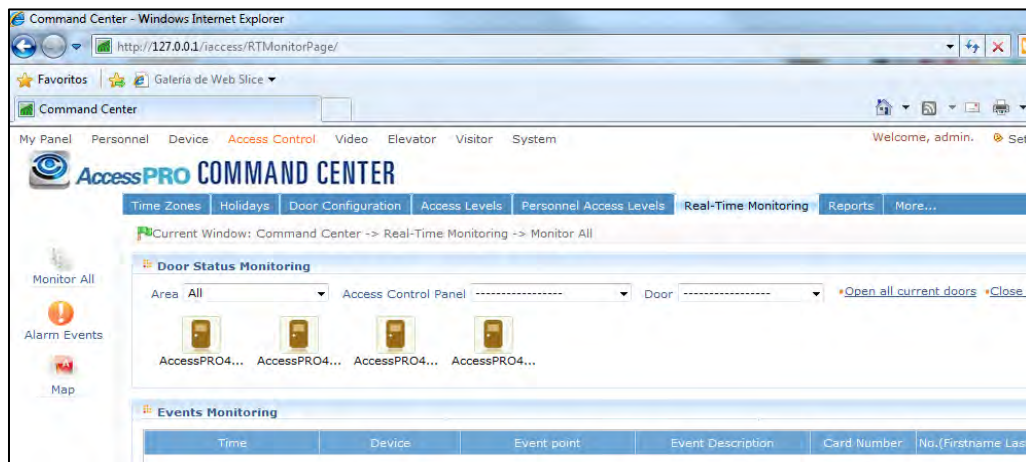 Command Center - Windows Internet Explorer
http://127.0.0.1/iaccess/RTMonitorPage/
Favoritos Galería de Web Slice
Command Center
My Panel Personnel Device Access Control Video Elevator Visitor System Welcome, admin.
AccessPRO COMMAND CENTER
Time Zones Holidays Door Configuration Access Levels Personnel Access Levels Real-Time Monitoring Reports More...
Current Window: Command Center -> Real-Time Monitoring -> Monitor All
Door Status Monitoring
Monitor All
Area All Access Control Panel ---------------- Door ---------------- Open all current doors Close
Alarm Events
AccessPRO4... AccessPRO4... AccessPRO4... AccessPRO4...
Map
Events Monitoring
Time Device Event point Event Description Card Number No.(Firstname